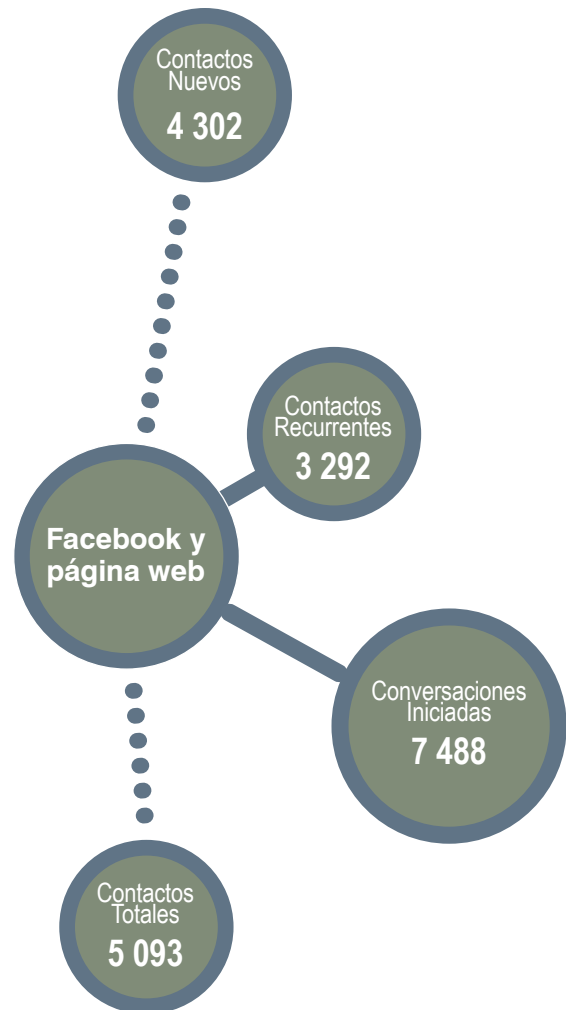 Contactos
Nuevos
4 302
Contactos
Recurrentes
3 292
Facebook y
página web
Conversaciones
Iniciadas
7 488
Contactos
Totales
5 093